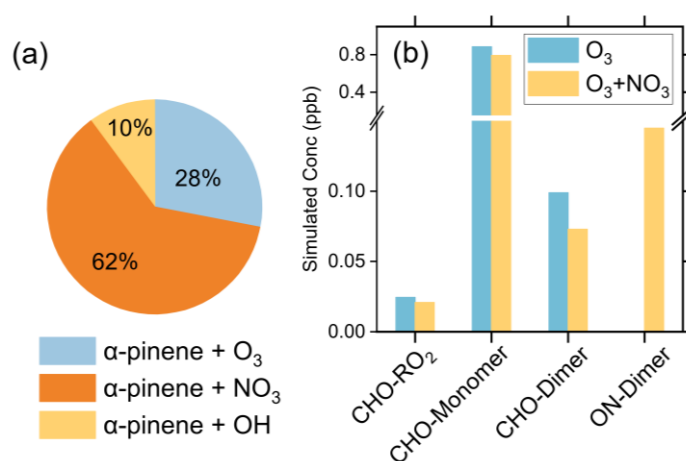 (a)
10%
28%
62%
α-pinene + O₃
α-pinene + NO₃
α-pinene + OH
(b)
O₃
O₃+NO₃
Simulated Conc (ppb)
0.8
0.4
0.10
0.05
0.00
CHO-RO₂
CHO-Monomer
CHO-Dimer
ON-Dimer